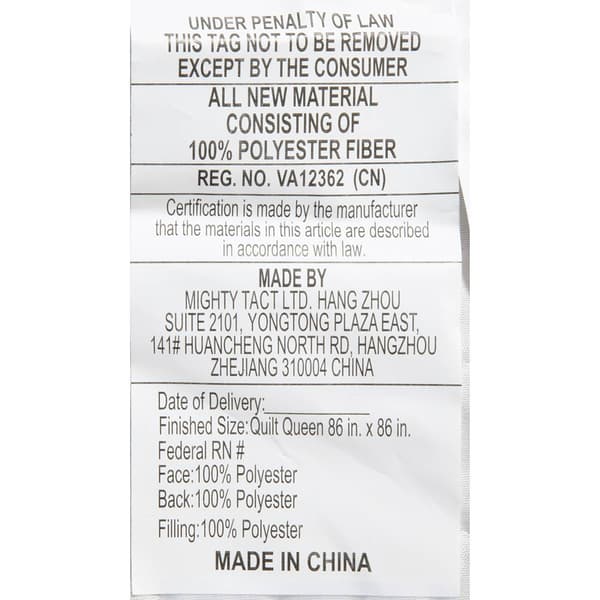 UNDER PENALTY OF LAW
THIS TAG NOT TO BE REMOVED
EXCEPT BY THE CONSUMER
ALL NEW MATERIAL
CONSISTING OF
100% POLYESTER FIBER
REG. NO. VA12362 (CN)
Certification is made by the manufacturer
that the materials in this article are described
in accordance with law.
MADE BY
MIGHTY TACT LTD. HANG ZHOU
SUITE 2101, YONGTONG PLAZA EAST,
141# HUANCHENG NORTH RD, HANGZHOU
ZHEJIANG 310004 CHINA
Date of Delivery:____________
Finished Size:Quilt Queen 86 in. x 86 in.
Federal RN #
Face:100% Polyester
Back:100% Polyester
Filling:100% Polyester
MADE IN CHINA